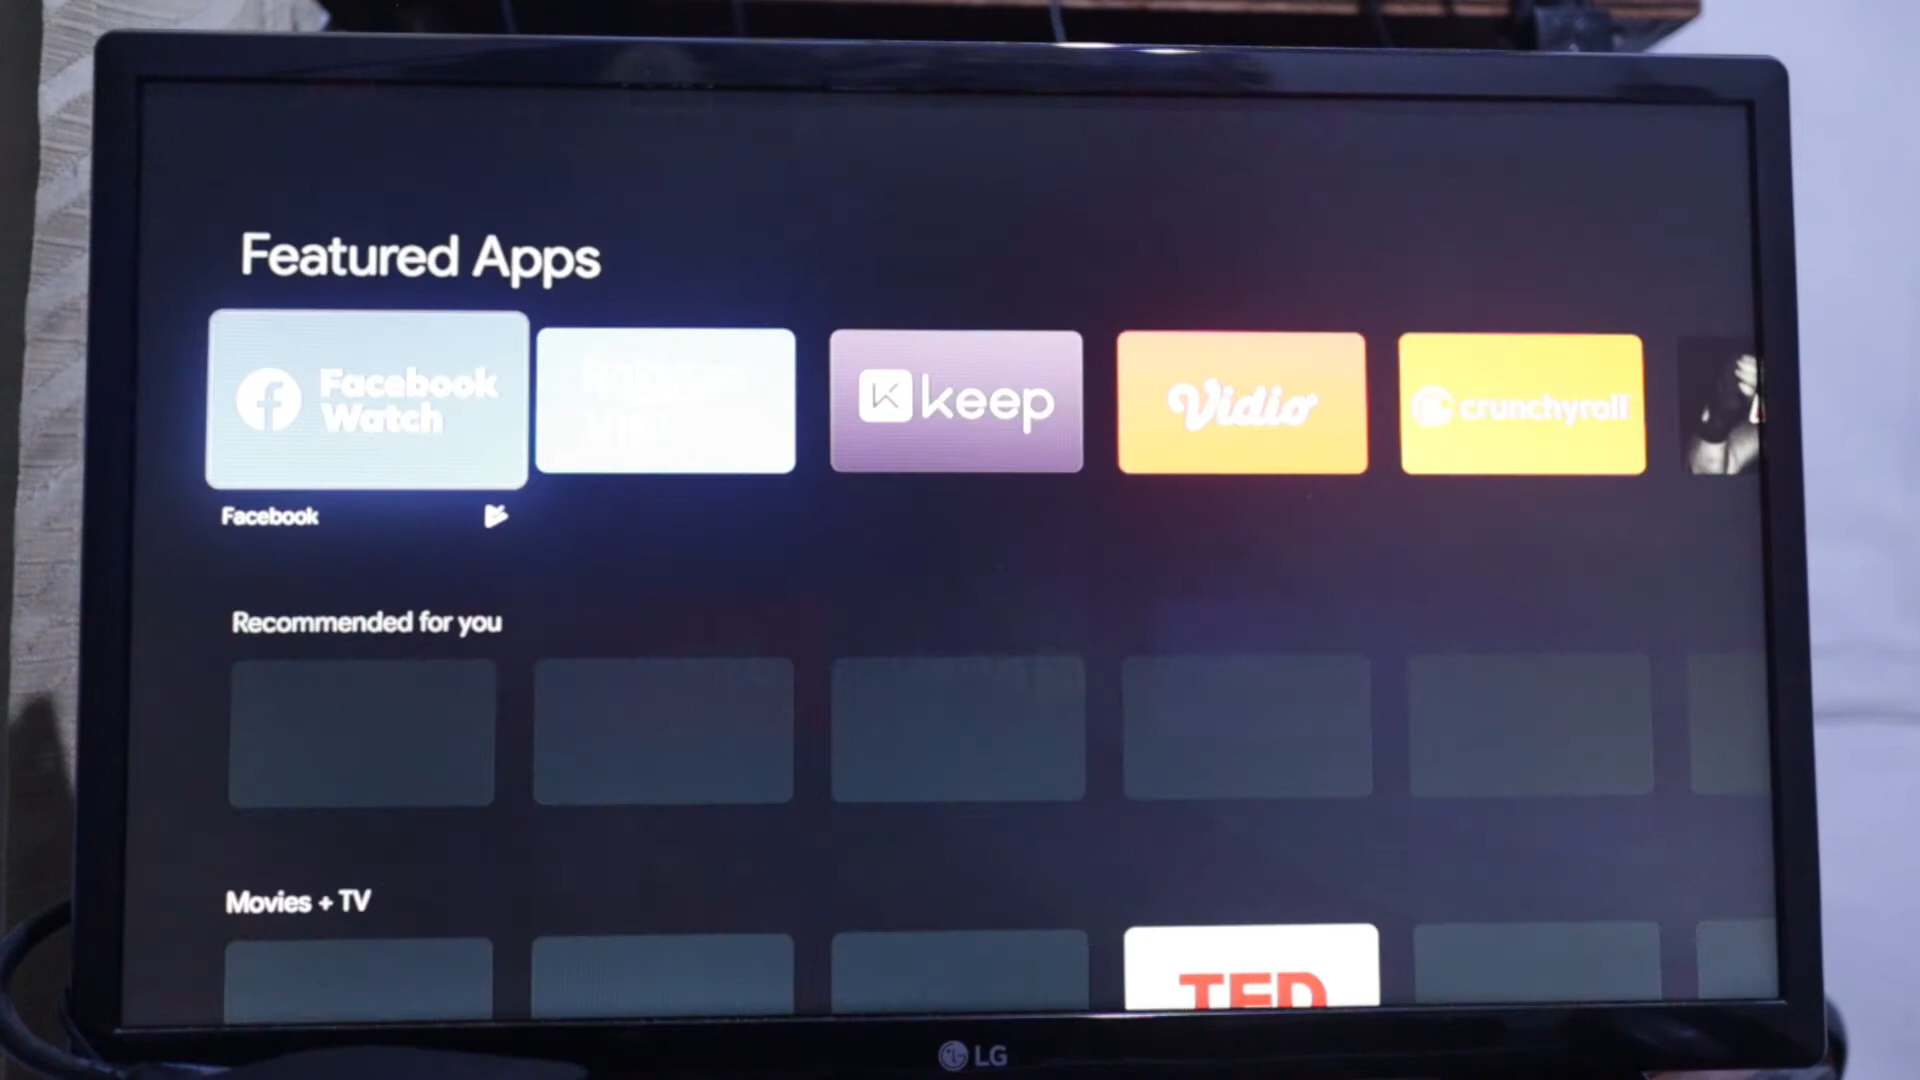 Featured Apps
Facebook
Watch
keep
Vidio
crunchyroll
Facebook
Recommended for you
Movies + TV
TED
LG